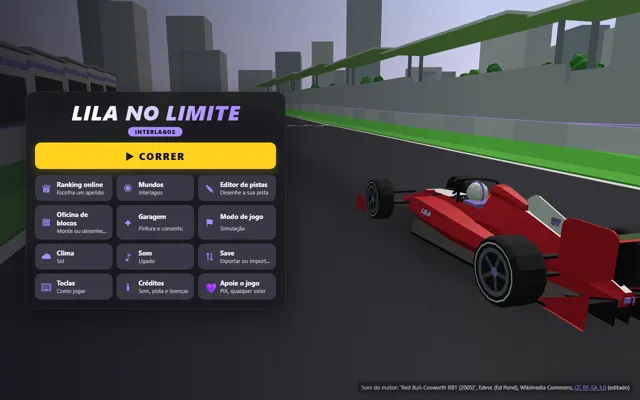 LILA NO LIMITE
INTERLAGOS
▶ CORRER
Ranking online
Escolha um apelido
Mundos
Interlagos
Editor de pistas
Desenhe a sua pista
Oficina de
blocos
Monte ou desenhe...
Garagem
Pintura e conserto
Modo de jogo
Simulação
Clima
Sol
Som
Ligado
Save
Exportar ou import...
Teclas
Como jogar
Créditos
Som, pista e licenças
Apoie o jogo
PIX, qualquer valor
LILA
Som do motor: "Red Bull-Cosworth RB1 (2005)", Edvvc (Ed Pond), Wikimedia Commons, CC BY-SA 3.0 (editado)